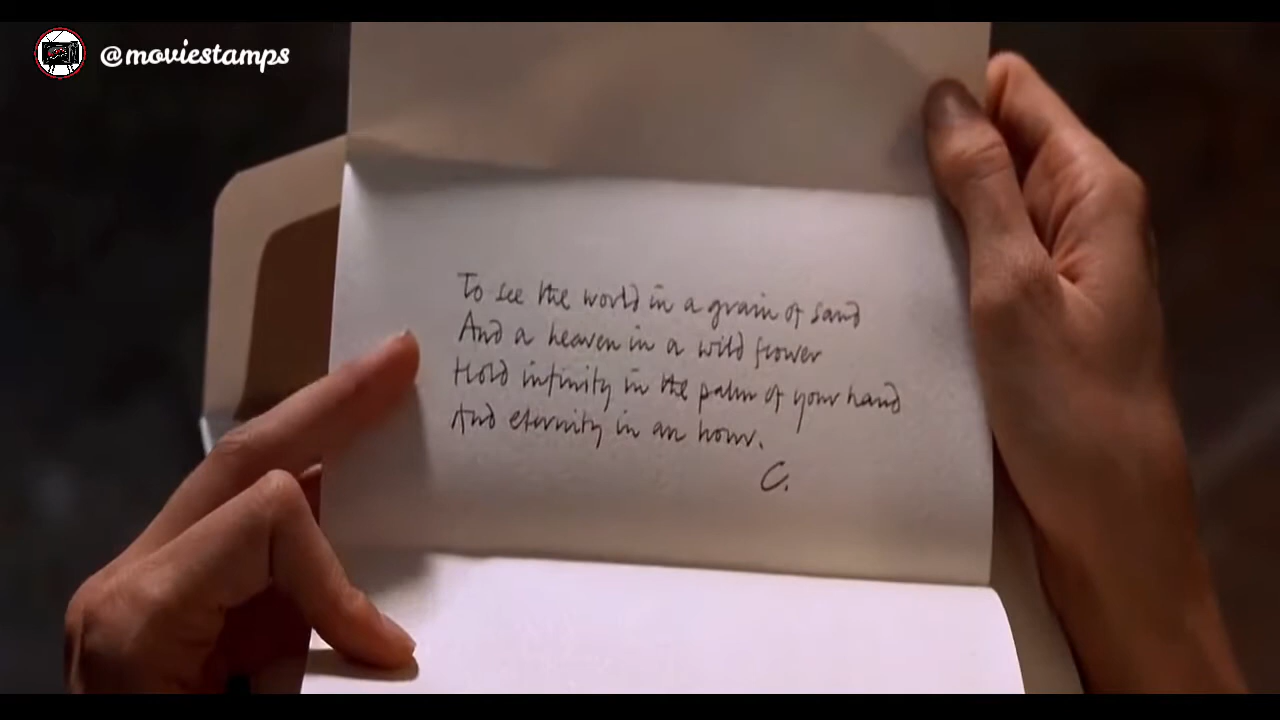 @moviestamps
To see the world in a grain of sand
And a heaven in a wild flower
Hold infinity in the palm of your hand
And eternity in an hour.
C.